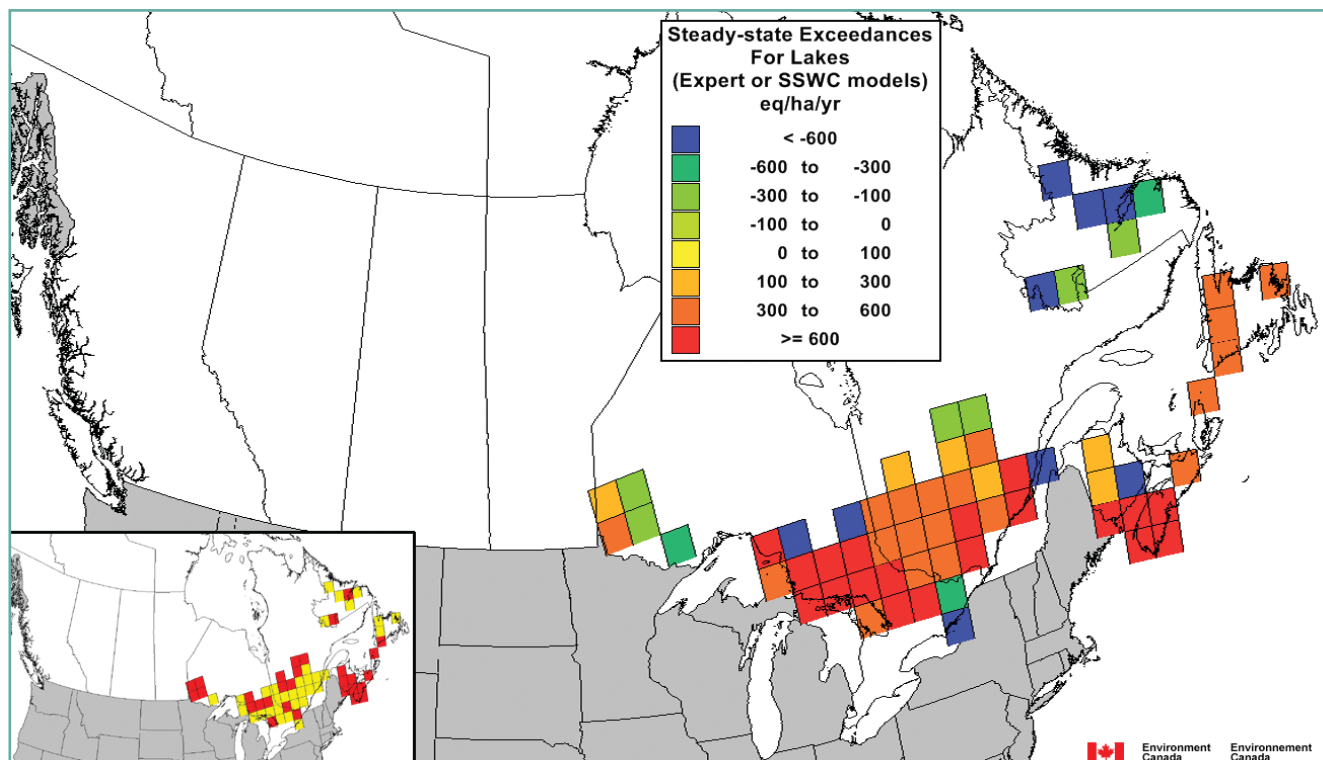 Steady-state Exceedances
For Lakes
(Expert or SSWC models)
eq/ha/yr
< -600
-600 to -300
-300 to -100
-100 to 0
0 to 100
100 to 300
300 to 600
>= 600
Environment Environnement
Canada Canada